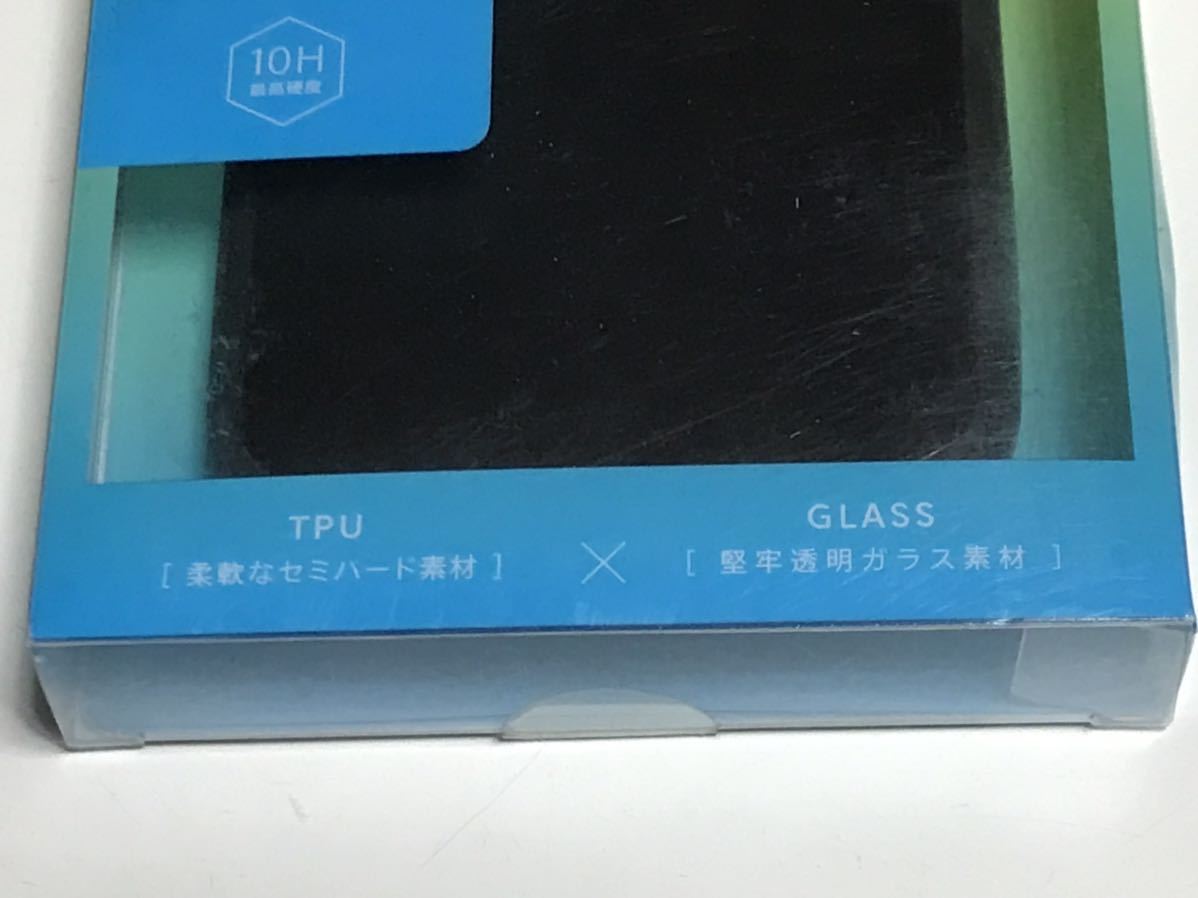 10H
最高硬度
TPU
[ 柔軟なセミハード素材 ]
×
GLASS
[ 堅牢透明ガラス素材 ]